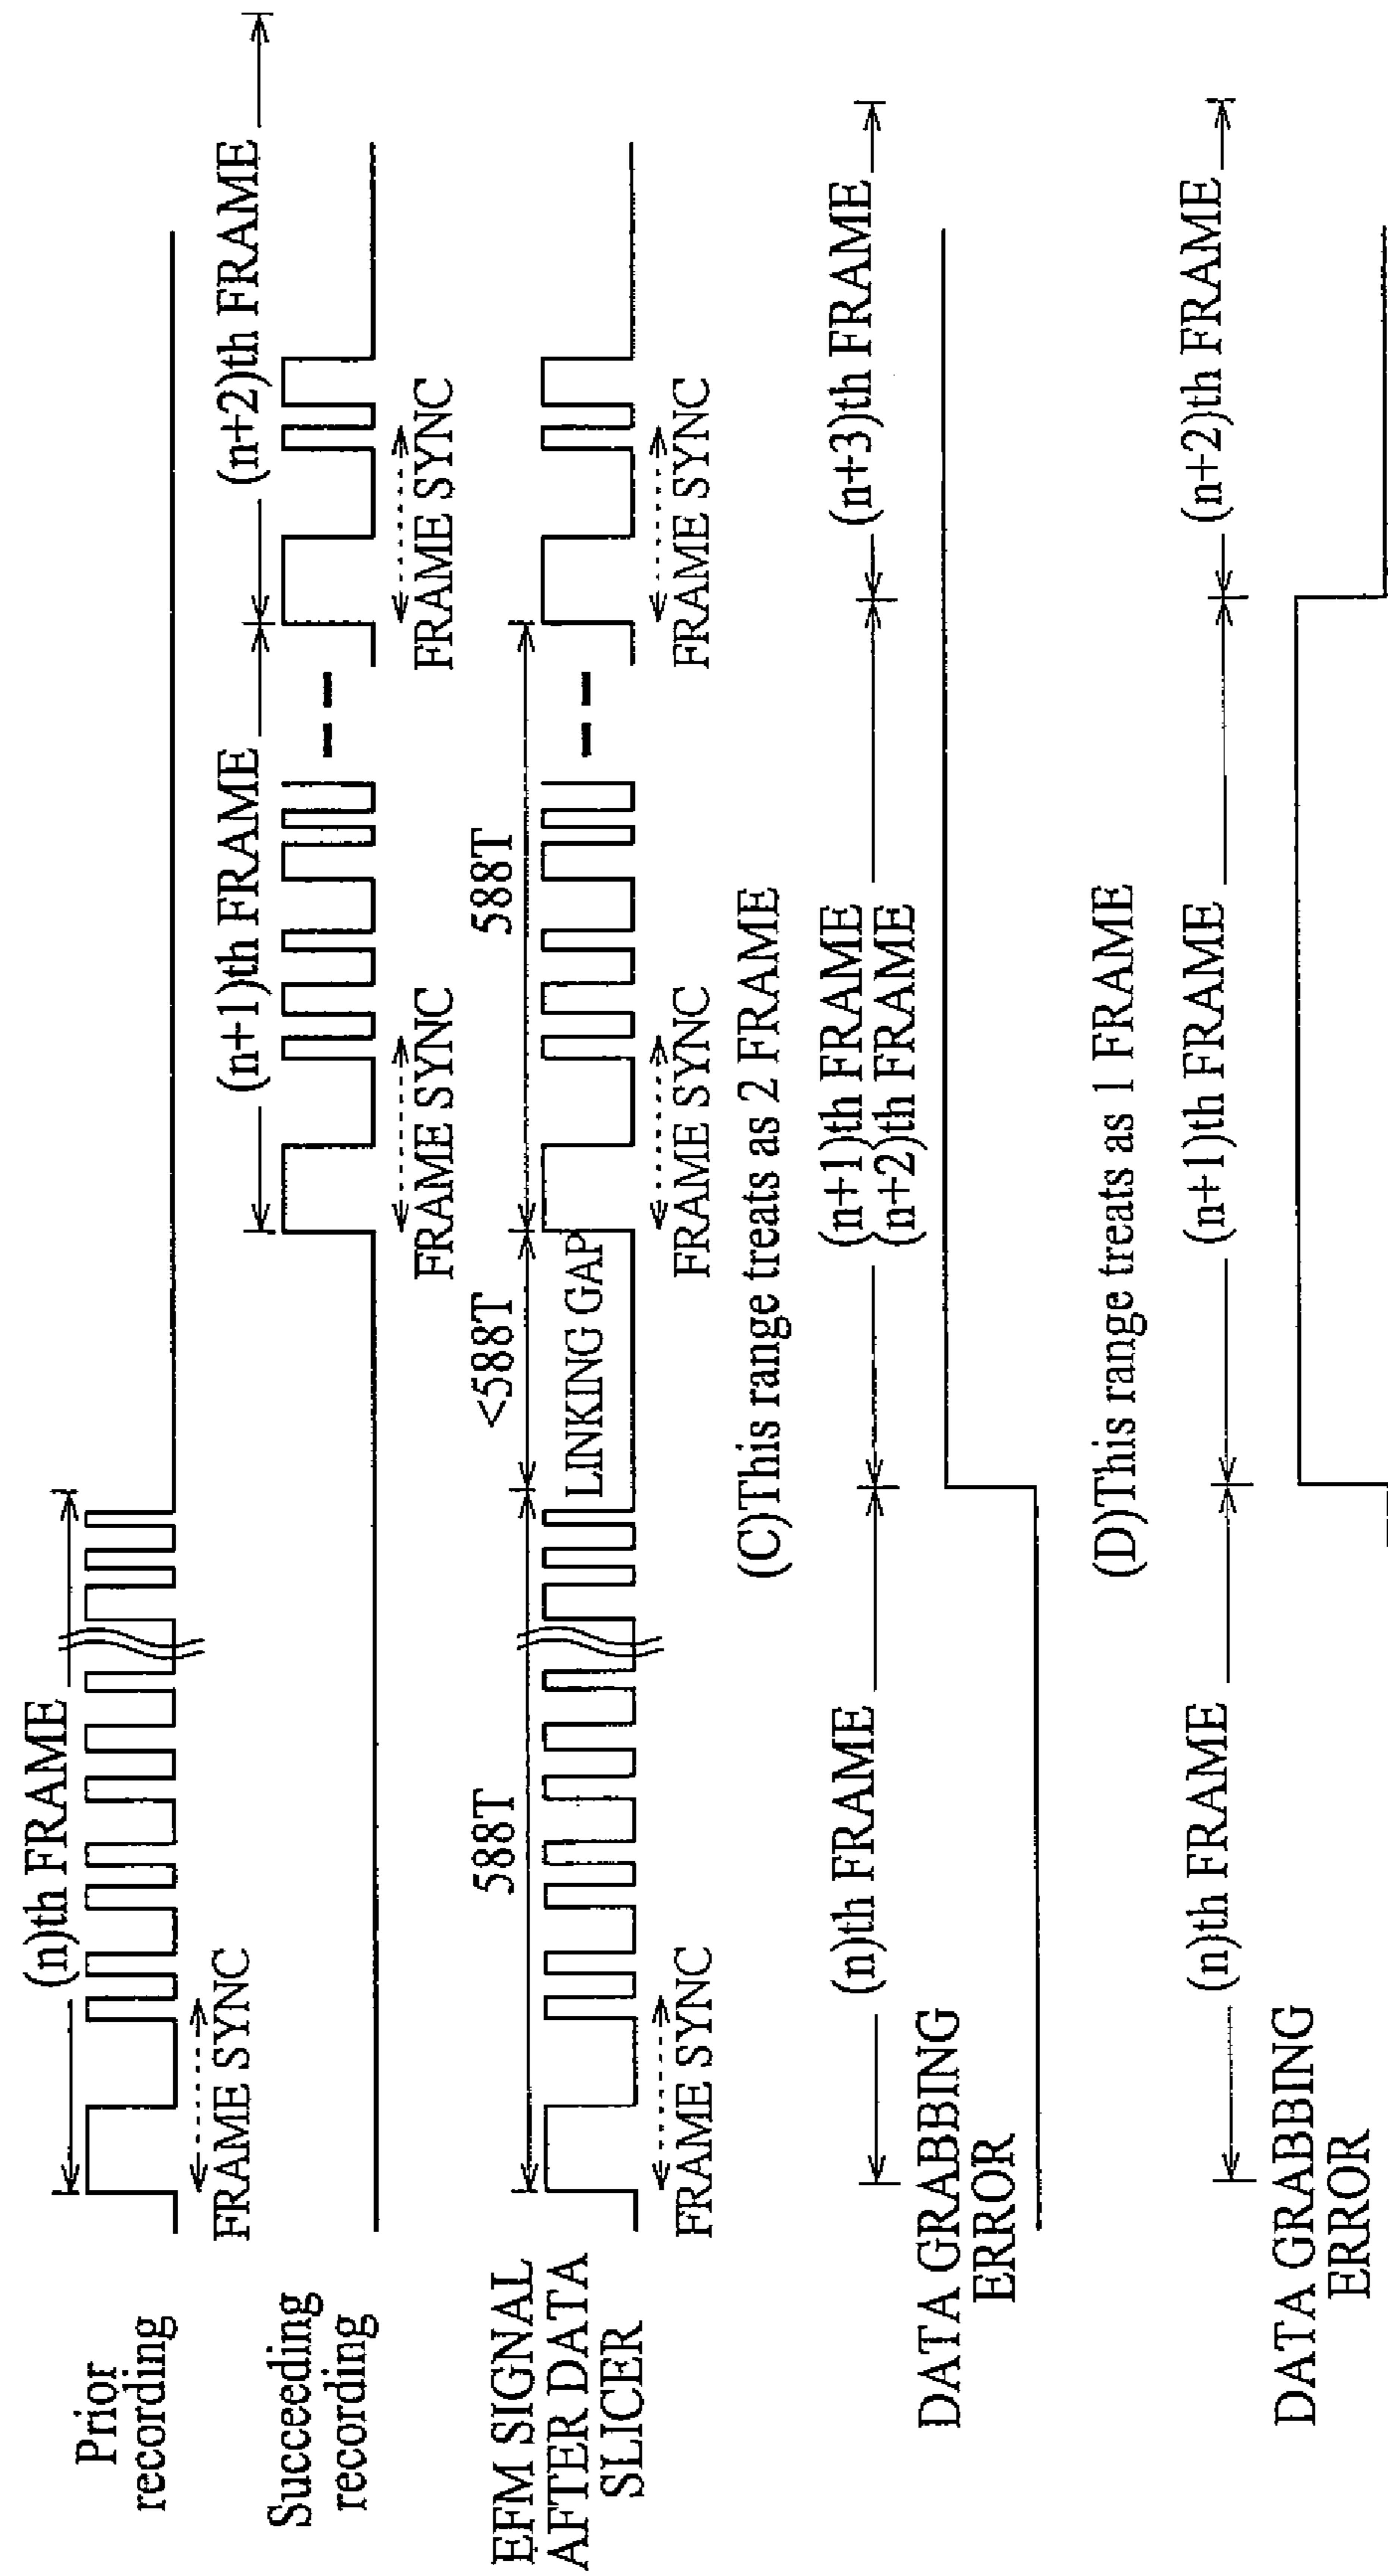 Prior
recording
(n)th FRAME
FRAME SYNC
Succeeding
recording
(n+1)th FRAME
(n+2)th FRAME
FRAME SYNC
FRAME SYNC
EFM SIGNAL
AFTER DATA
SLICER
588T
<588T
588T
LINKING GAP
FRAME SYNC
FRAME SYNC
FRAME SYNC
(C)This range treats as 2 FRAME
(n)th FRAME
(n+1)th FRAME
(n+2)th FRAME
(n+3)th FRAME
DATA GRABBING
ERROR
(D)This range treats as 1 FRAME
(n)th FRAME
(n+1)th FRAME
(n+2)th FRAME
DATA GRABBING
ERROR